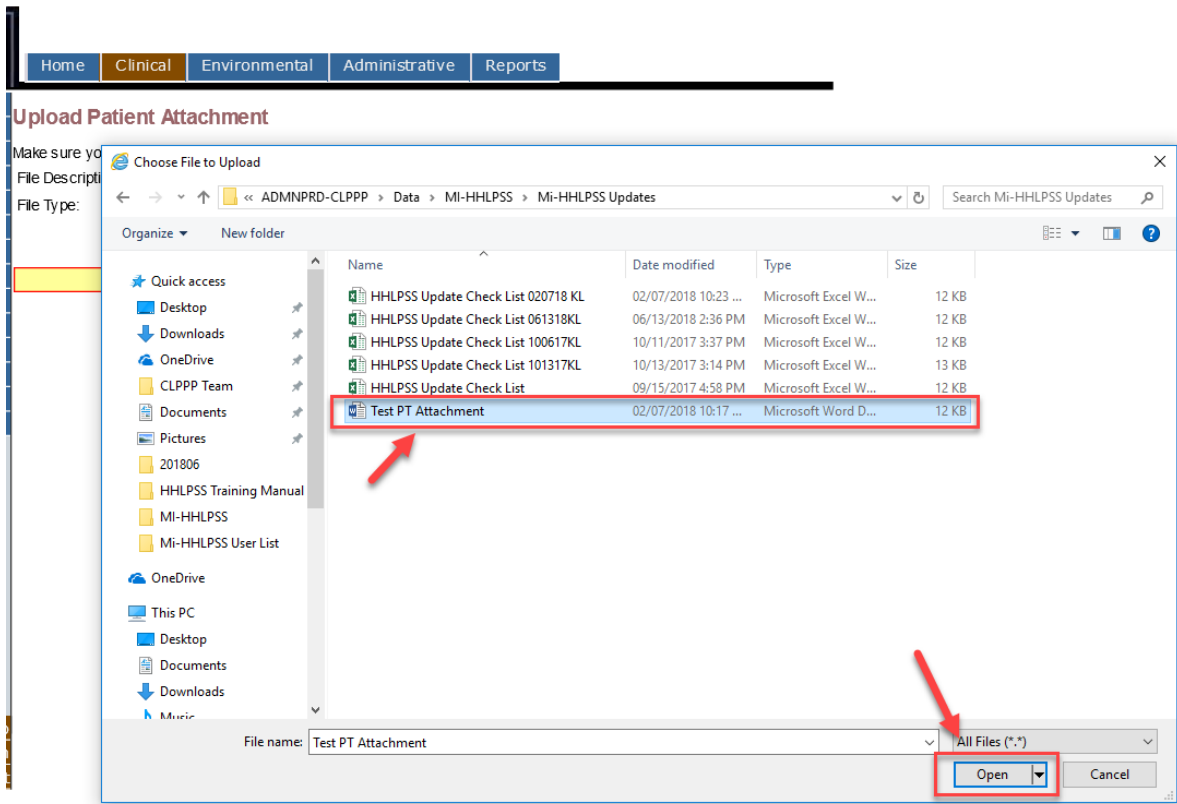 Home Clinical Environmental Administrative Reports
Upload Patient Attachment
Make sure yo
File Descripti
File Type:
Choose File to Upload
« ADMNPRD-CLPPP > Data > MI-HHLPSS > Mi-HHLPSS Updates
Search Mi-HHLPSS Updates
Organize New folder
Quick access
Desktop
Downloads
OneDrive
CLPPP Team
Documents
Pictures
201806
HHLPSS Training Manual
MI-HHLPSS
Mi-HHLPSS User List
OneDrive
This PC
Desktop
Documents
Downloads
Music
Name Date modified Type Size
HHLPSS Update Check List 020718 KL 02/07/2018 10:23 ... Microsoft Excel W... 12 KB
HHLPSS Update Check List 061318KL 06/13/2018 2:36 PM Microsoft Excel W... 12 KB
HHLPSS Update Check List 100617KL 10/11/2017 3:37 PM Microsoft Excel W... 12 KB
HHLPSS Update Check List 101317KL 10/13/2017 3:14 PM Microsoft Excel W... 13 KB
HHLPSS Update Check List 09/15/2017 4:58 PM Microsoft Excel W... 12 KB
Test PT Attachment 02/07/2018 10:17 ... Microsoft Word D... 12 KB
File name: Test PT Attachment
All Files (*.*)
Open Cancel